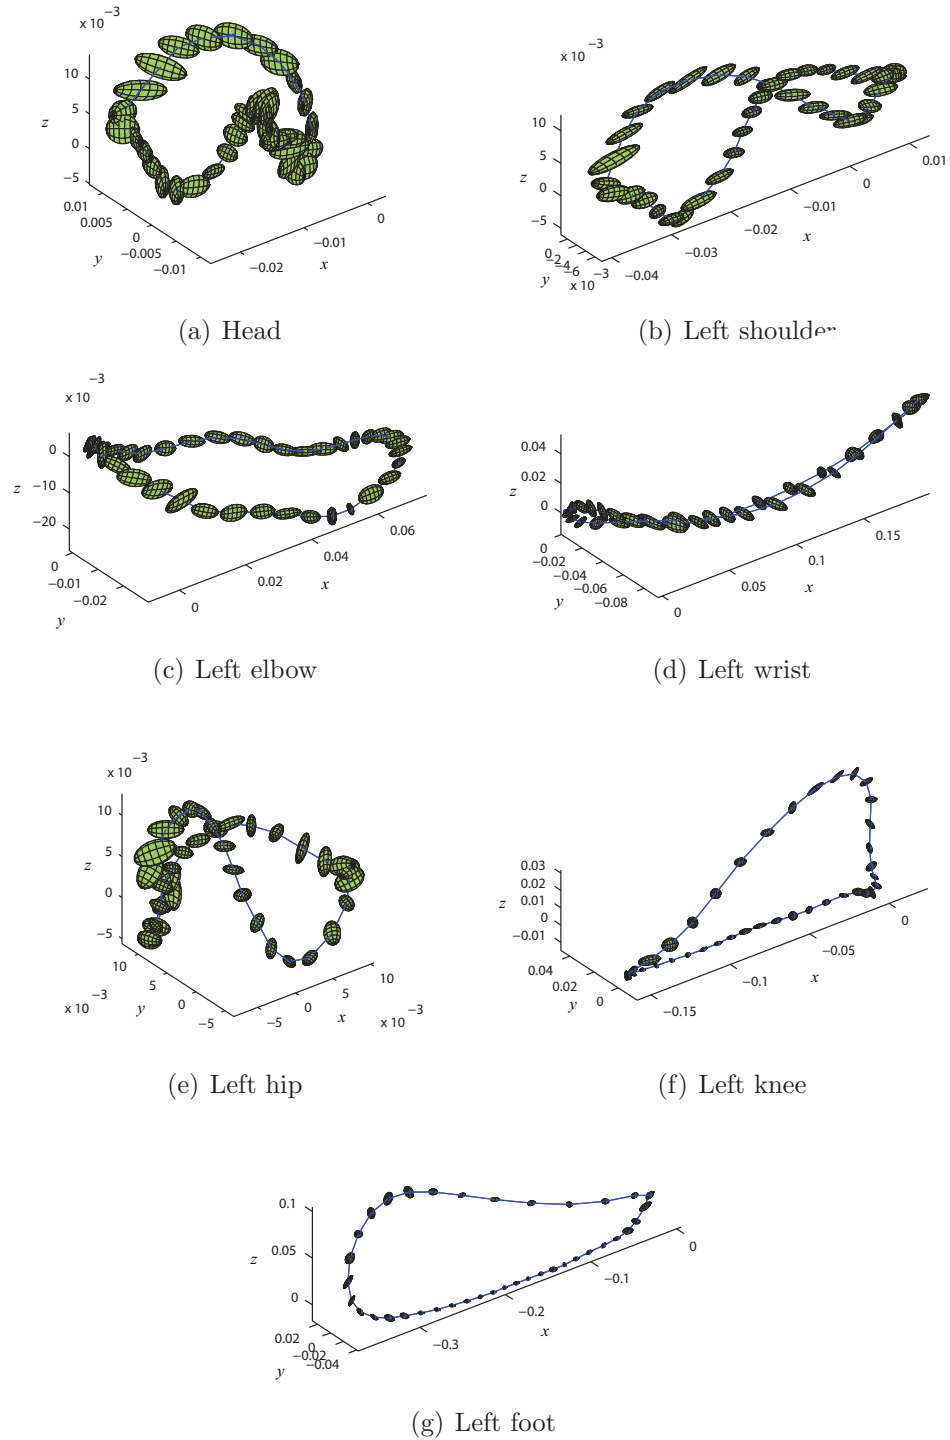 x 10 −3
10
5
0
−5
z
0.01
0.005
0
−0.005
−0.01
y
−0.02
−0.01
0
x
(a) Head
x 10 −3
10
5
0
−5
z
0
−2
−4
−6
x 10 −3
y
−0.04
−0.03
−0.02
−0.01
0
0.01
x
(b) Left shoulder
x 10 −3
0
−10
−20
z
0
−0.01
−0.02
y
0
0.02
0.04
0.06
x
(c) Left elbow
0.04
0.02
0
z
0
−0.02
−0.04
−0.06
−0.08
y
0
0.05
0.1
0.15
x
(d) Left wrist
x 10 −3
10
5
0
−5
z
10
5
0
−5
x 10 −3
y
−5
0
5
10
x 10 −3
x
(e) Left hip
0.03
0.02
0.01
0
−0.01
z
0.04
0.02
0
y
−0.15
−0.1
−0.05
0
x
(f) Left knee
0.1
0.05
0
z
0.02
0
−0.02
−0.04
y
−0.3
−0.2
−0.1
0
x
(g) Left foot